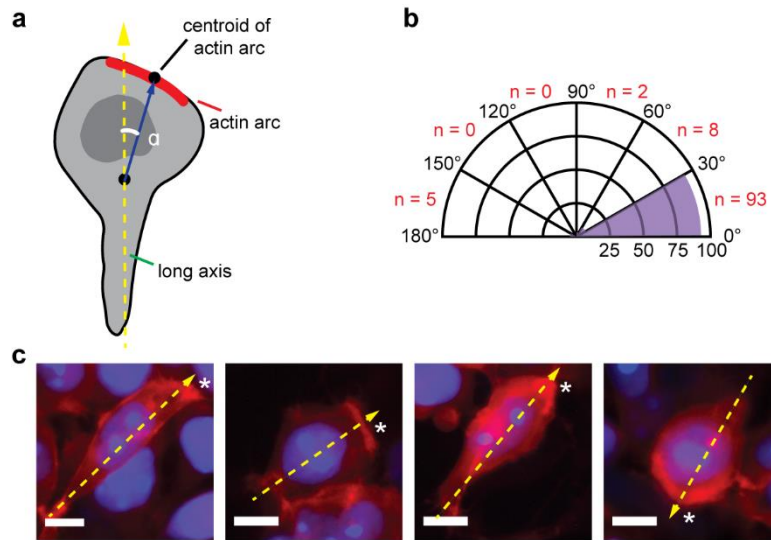 a
centroid of
actin arc
actin arc
α
long axis
b
n = 0
90°
n = 2
120°
60°
n = 0
n = 8
150°
30°
n = 5
n = 93
180°
25
50
75
100
0°
c
*
*
*
*